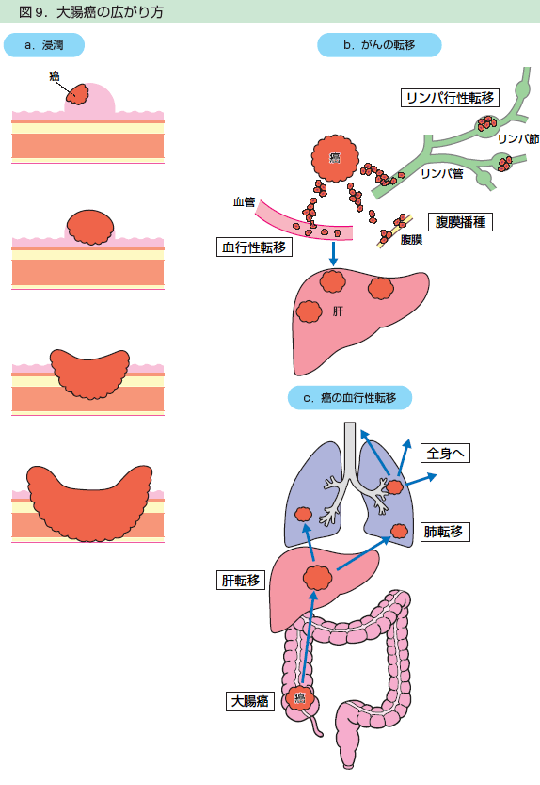 図9．大腸癌の広がり方
a．浸潤
癌
b．がんの転移
リンパ行性転移
リンパ節
癌
リンパ管
血管
腹膜播種
腹膜
血行性転移
肝
c．癌の血行性転移
全身へ
肺転移
肝転移
大腸癌
癌